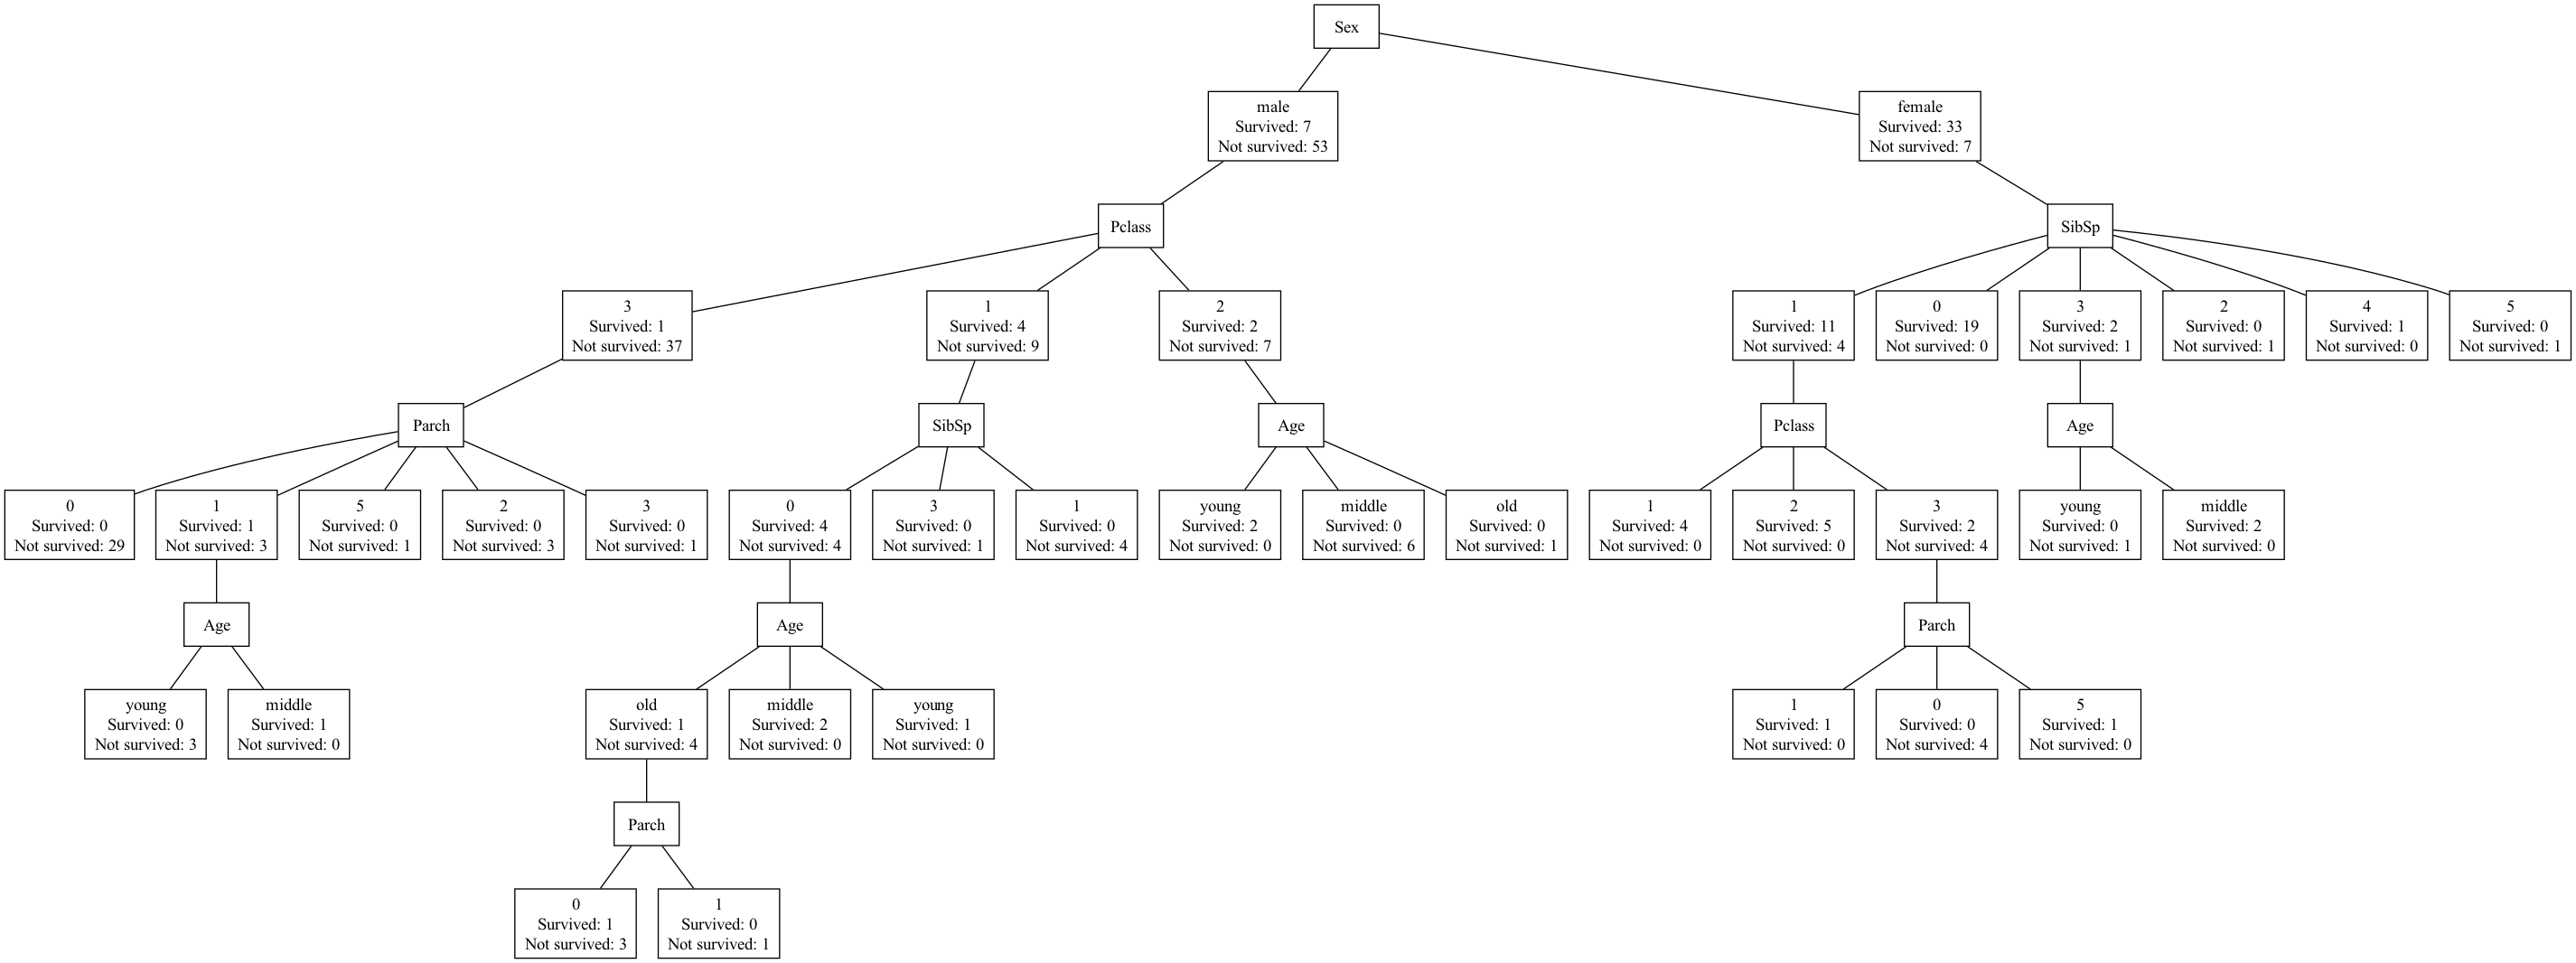 Sex
male
Survived: 7
Not survived: 53
female
Survived: 33
Not survived: 7
Pclass
SibSp
3
Survived: 1
Not survived: 37
1
Survived: 4
Not survived: 9
2
Survived: 2
Not survived: 7
1
Survived: 11
Not survived: 4
0
Survived: 19
Not survived: 0
3
Survived: 2
Not survived: 1
2
Survived: 0
Not survived: 1
4
Survived: 1
Not survived: 0
5
Survived: 0
Not survived: 1
Parch
SibSp
Age
Pclass
Age
0
Survived: 0
Not survived: 29
1
Survived: 1
Not survived: 3
5
Survived: 0
Not survived: 1
2
Survived: 0
Not survived: 3
3
Survived: 0
Not survived: 1
0
Survived: 4
Not survived: 4
3
Survived: 0
Not survived: 1
1
Survived: 0
Not survived: 4
young
Survived: 2
Not survived: 0
middle
Survived: 0
Not survived: 6
old
Survived: 0
Not survived: 1
1
Survived: 4
Not survived: 0
2
Survived: 5
Not survived: 0
3
Survived: 2
Not survived: 4
young
Survived: 0
Not survived: 1
middle
Survived: 2
Not survived: 0
Age
Age
Parch
young
Survived: 0
Not survived: 3
middle
Survived: 1
Not survived: 0
old
Survived: 1
Not survived: 4
middle
Survived: 2
Not survived: 0
young
Survived: 1
Not survived: 0
1
Survived: 1
Not survived: 0
0
Survived: 0
Not survived: 4
5
Survived: 1
Not survived: 0
Parch
0
Survived: 1
Not survived: 3
1
Survived: 0
Not survived: 1